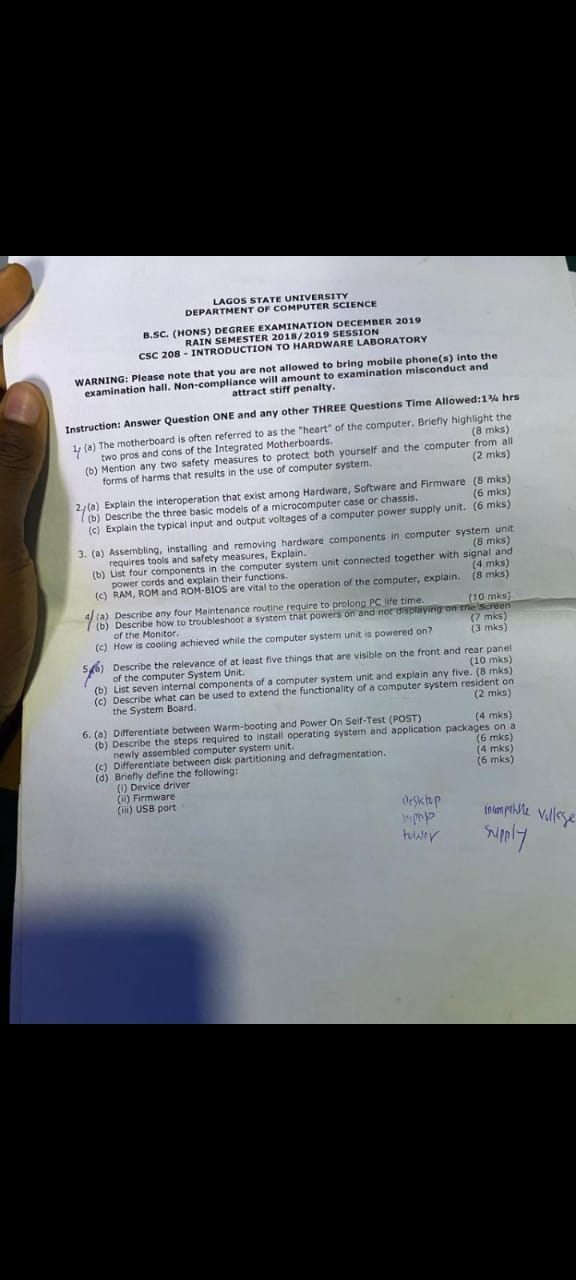 LAGOS STATE UNIVERSITY
DEPARTMENT OF COMPUTER SCIENCE
B.SC. (HONS) DEGREE EXAMINATION DECEMBER 2019
RAIN SEMESTER 2018/2019 SESSION
CSC 208 - INTRODUCTION TO HARDWARE LABORATORY
WARNING: Please note that you are not allowed to bring mobile phone(s) into the
examination hall. Non-compliance will amount to examination misconduct and
attract stiff penalty.
Instruction: Answer Question ONE and any other THREE Questions Time Allowed:1¾ hrs
1. (a) The motherboard is often referred to as the "heart" of the computer. Briefly highlight the
two pros and cons of the Integrated Motherboards. (8 mks)
(b) Mention any two safety measures to protect both yourself and the computer from all
forms of harms that results in the use of computer system. (2 mks)
2. (a) Explain the interoperation that exist among Hardware, Software and Firmware (8 mks)
(b) Describe the three basic models of a microcomputer case or chassis. (6 mks)
(c) Explain the typical input and output voltages of a computer power supply unit. (6 mks)
3. (a) Assembling, installing and removing hardware components in computer system unit
requires tools and safety measures, Explain. (8 mks)
(b) List four components in the computer system unit connected together with signal and
power cords and explain their functions. (4 mks)
(c) RAM, ROM and ROM-BIOS are vital to the operation of the computer, explain. (8 mks)
4 (a) Describe any four Maintenance routine require to prolong PC life time. (10 mks)
(b) Describe how to troubleshoot a system that powers on and not displaying on the Screen
of the Monitor. (7 mks)
(c) How is cooling achieved while the computer system unit is powered on? (3 mks)
5. (a) Describe the relevance of at least five things that are visible on the front and rear panel
of the computer System Unit. (10 mks)
(b) List seven internal components of a computer system unit and explain any five. (8 mks)
(c) Describe what can be used to extend the functionality of a computer system resident on
the System Board. (2 mks)
6. (a) Differentiate between Warm-booting and Power On Self-Test (POST) (4 mks)
(b) Describe the steps required to install operating system and application packages on a
newly assembled computer system unit. (6 mks)
(c) Differentiate between disk partitioning and defragmentation. (4 mks)
(d) Briefly define the following: (6 mks)
(i) Device driver
(ii) Firmware
(iii) USB port
Desktop
tower
supply